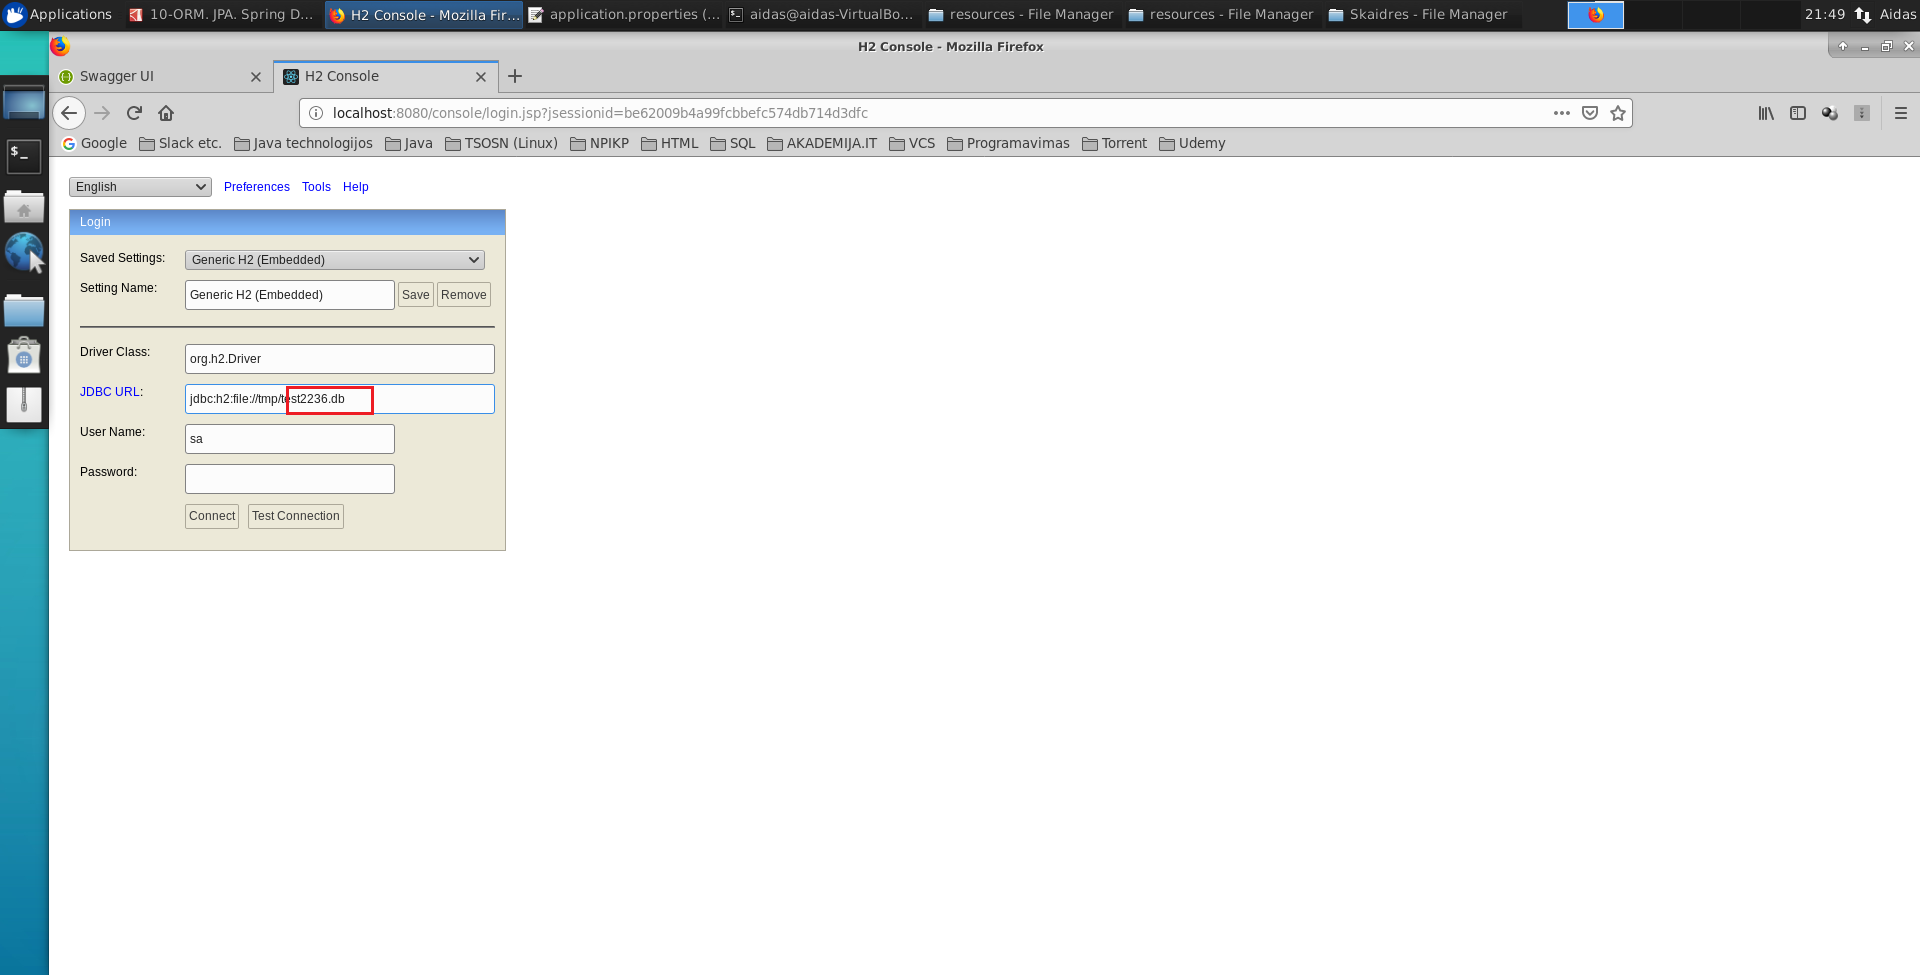 Applications 10-ORM. JPA. Spring D... H2 Console - Mozilla Fir... application.properties (... aidas@aidas-VirtualBo... resources - File Manager resources - File Manager Skaidres - File Manager 21:49 Aidas
H2 Console - Mozilla Firefox
Swagger UI H2 Console
localhost:8080/console/login.jsp?jsessionid=be62009b4a99fcbbefc574db714d3dfc
Google Slack etc. Java technologijos Java TSOSN (Linux) NPIKP HTML SQL AKADEMIJA.IT VCS Programavimas Torrent Udemy
English Preferences Tools Help
Login
Saved Settings: Generic H2 (Embedded)
Setting Name: Generic H2 (Embedded) Save Remove
Driver Class: org.h2.Driver
JDBC URL: jdbc:h2:file://tmp/test2236.db
User Name: sa
Password:
Connect Test Connection